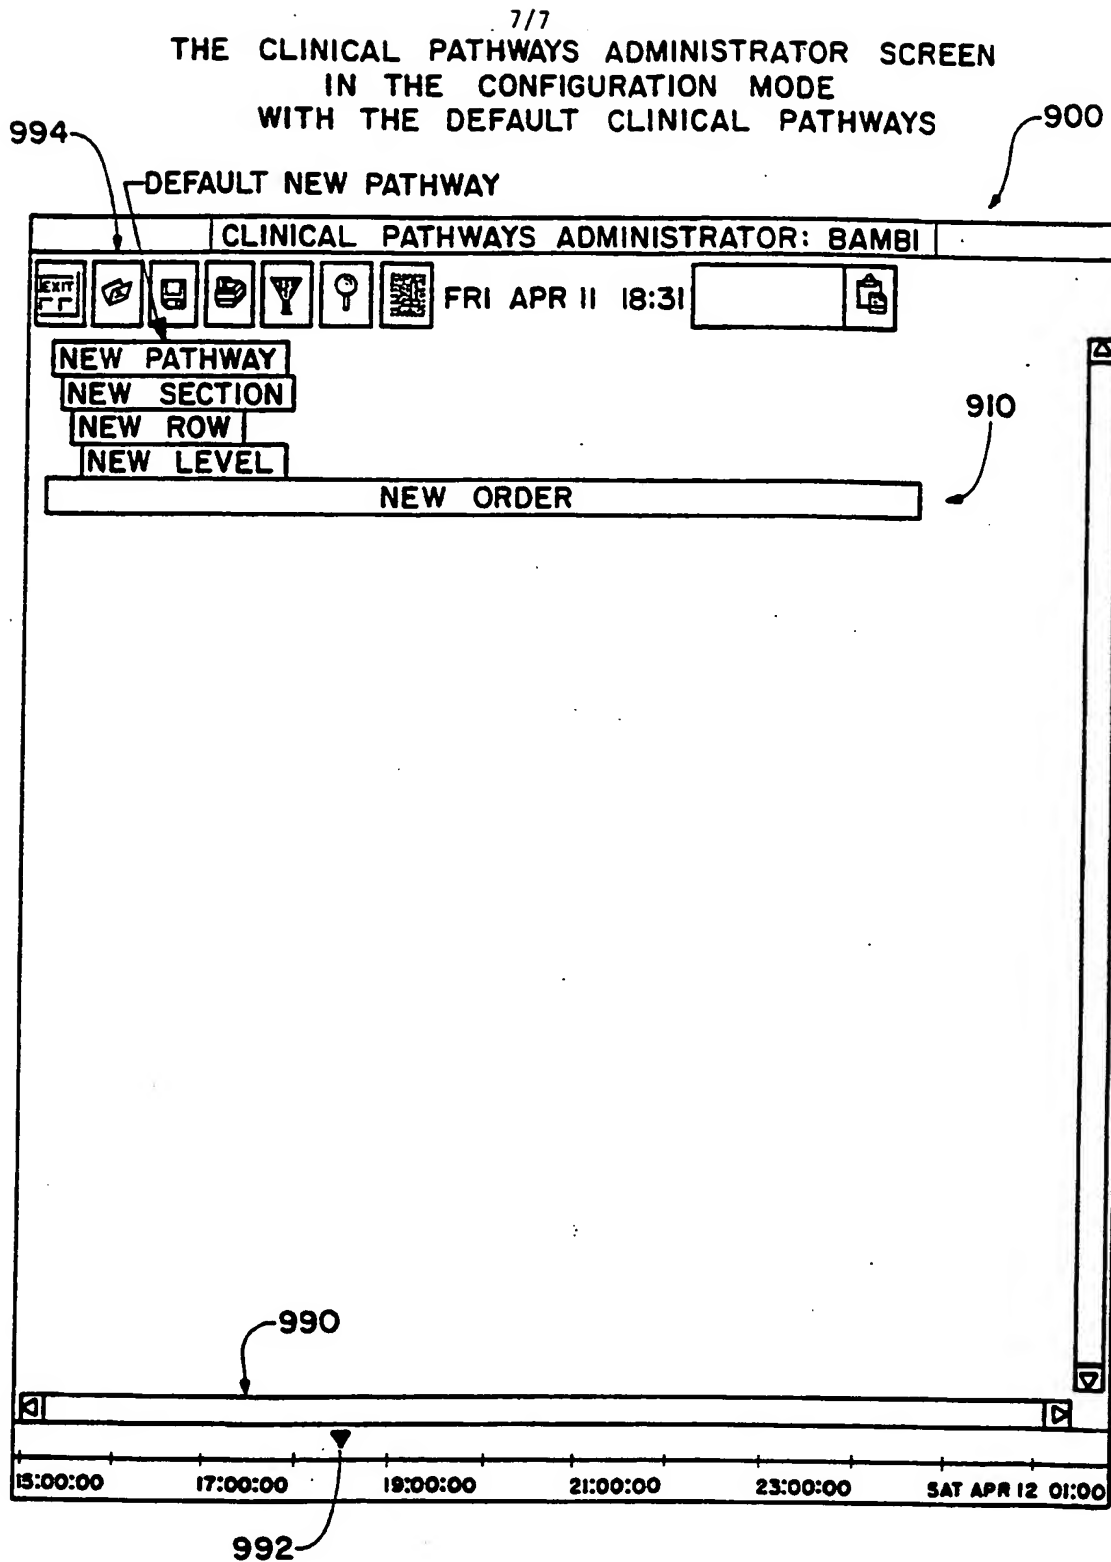 7/7
THE CLINICAL PATHWAYS ADMINISTRATOR SCREEN
IN THE CONFIGURATION MODE
WITH THE DEFAULT CLINICAL PATHWAYS
994
900
DEFAULT NEW PATHWAY
CLINICAL PATHWAYS ADMINISTRATOR: BAMBI
EXIT
FRI APR 11 18:31
NEW PATHWAY
NEW SECTION
NEW ROW
NEW LEVEL
NEW ORDER
910
990
15:00:00 17:00:00 19:00:00 21:00:00 23:00:00 SAT APR 12 01:00
992